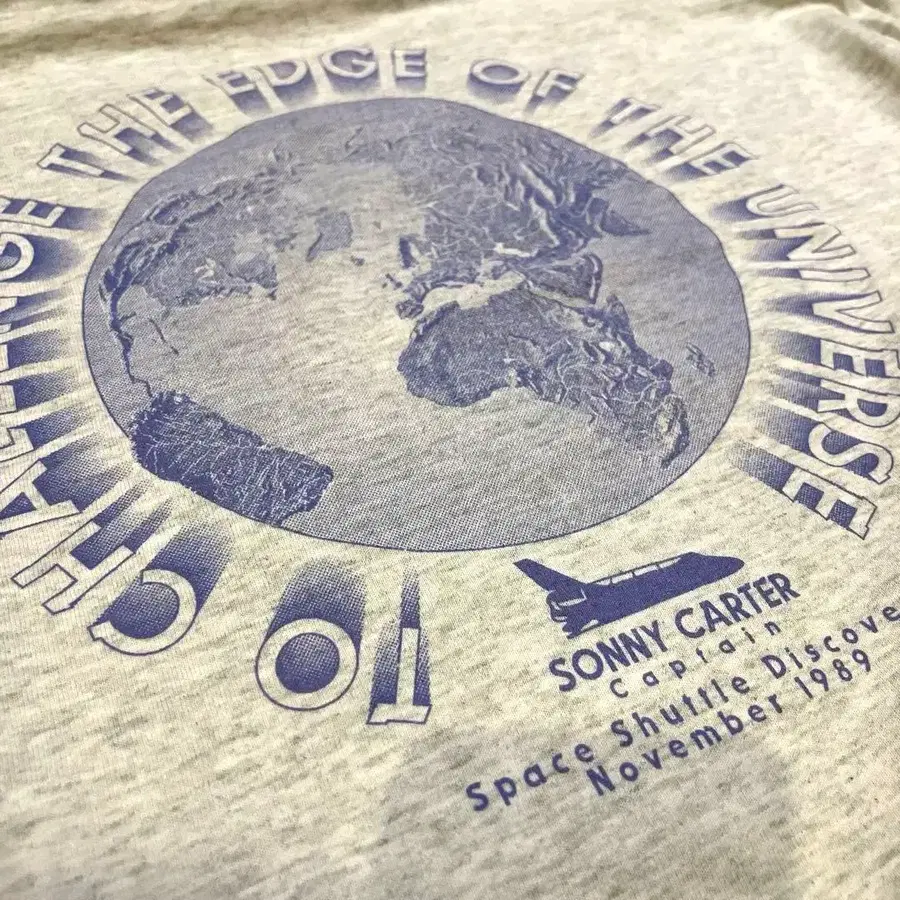 TO CHALLENGE THE EDGE OF THE UNIVERSE
SONNY CARTER
Captain
Space Shuttle Discove
November 1989